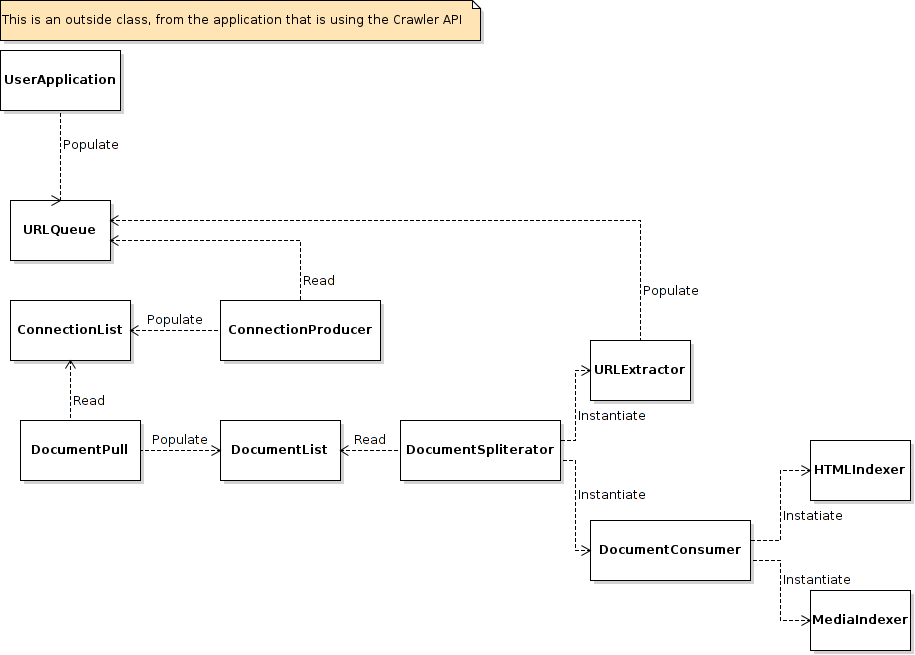 This is an outside class, from the application that is using the Crawler API
UserApplication
Populate
URLQueue
Read
Populate
ConnectionList
Populate
ConnectionProducer
URLExtractor
Read
Instantiate
DocumentPull
Populate
DocumentList
Read
DocumentSpliterator
HTMLIndexer
Instantiate
Instatiate
DocumentConsumer
Instantiate
MediaIndexer